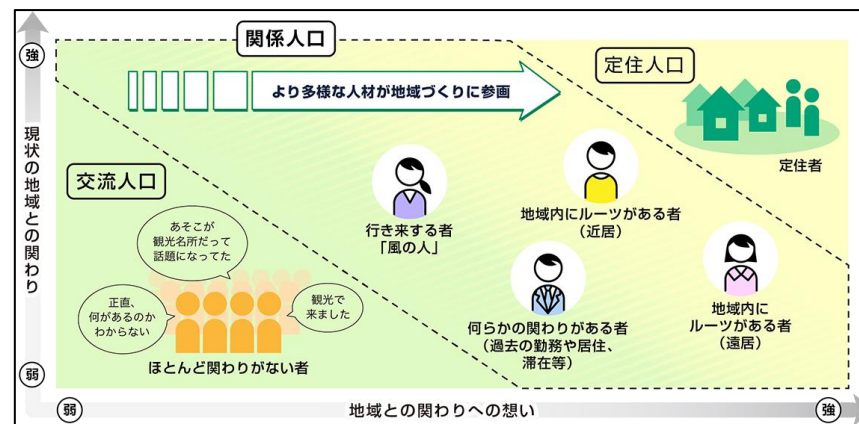 強
関係人口
定住人口
より多様な人材が地域づくりに参画
現状の地域との関わり
定住者
交流人口
あそこが
観光名所だって
話題になってた
行き来する者
「風の人」
地域内にルーツがある者
（近居）
正直、
何があるのか
わからない
観光で
来ました
何らかの関わりがある者
（過去の勤務や居住、
滞在等）
地域内に
ルーツがある者
（遠居）
ほとんど関わりがない者
弱
弱
地域との関わりへの想い
強